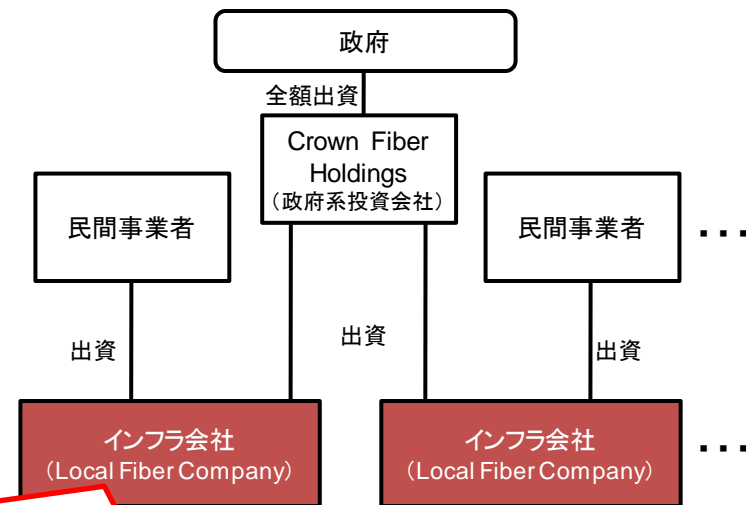 政府
全額出資
Crown Fiber
Holdings
（政府系投資会社）
民間事業者
民間事業者
・・・
出資
出資
出資
インフラ会社
（Local Fiber Company）
インフラ会社
（Local Fiber Company）
・・・